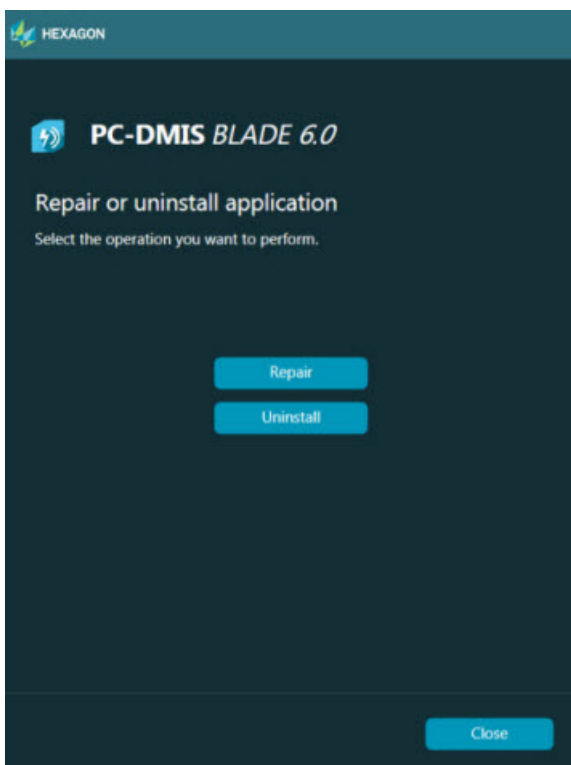 HEXAGON
PC-DMIS BLADE 6.0
Repair or uninstall application
Select the operation you want to perform.
Repair
Uninstall
Close